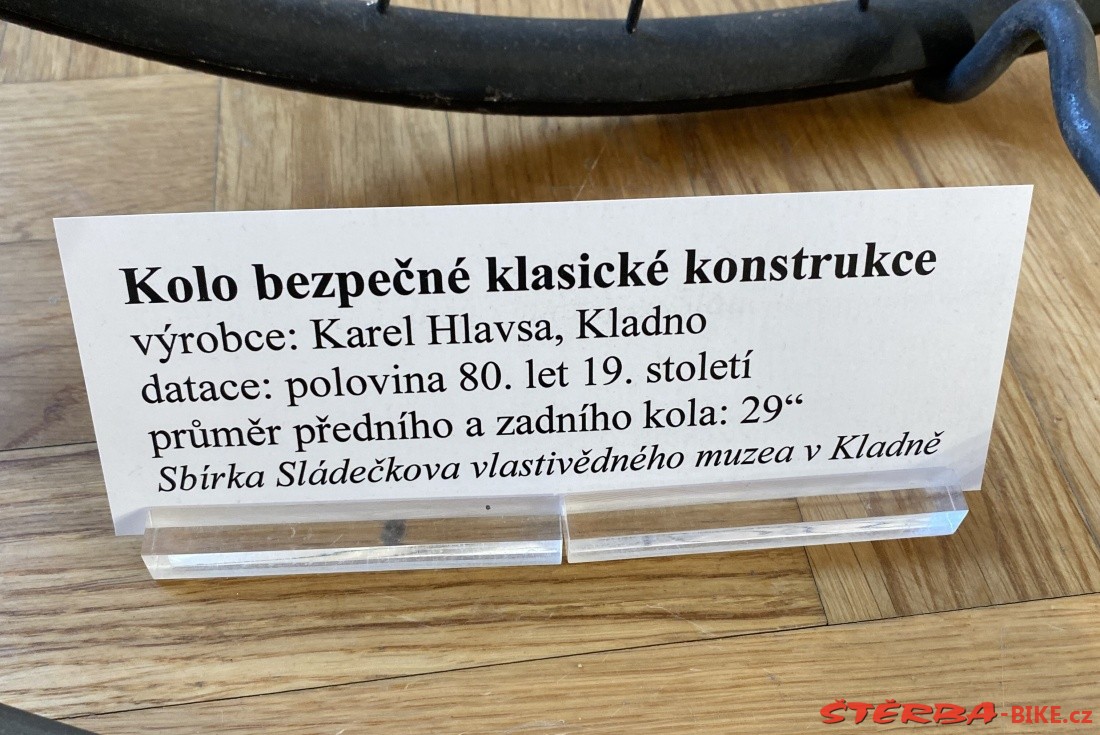 Kolo bezpečné klasické konstrukce
výrobce: Karel Hlavsa, Kladno
datace: polovina 80. let 19. století
průměr předního a zadního kola: 29“
Sbírka Sládečkova vlastivědného muzea v Kladně
ŠTĚRBA-BIKE.cz